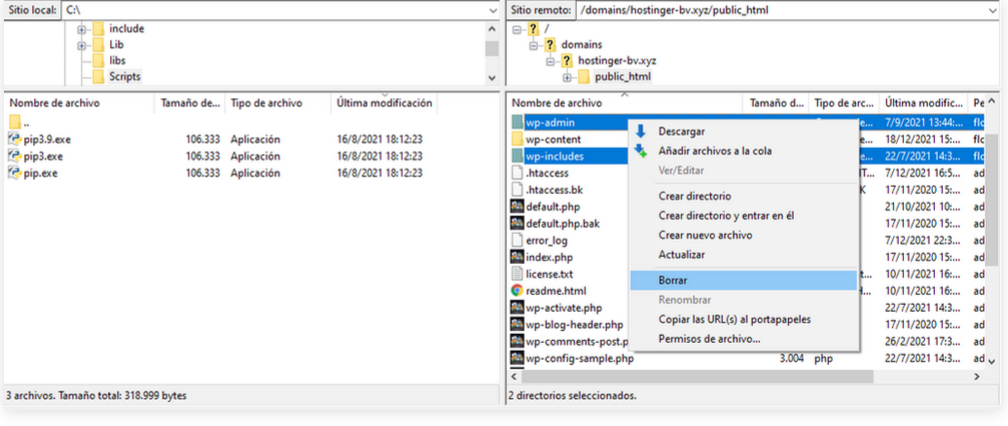 Sitio local: C:\
include
Lib
libs
Scripts
Nombre de archivo Tamaño de... Tipo de archivo Última modificación
..
pip3.9.exe 106.333 Aplicación 16/8/2021 18:12:23
pip3.exe 106.333 Aplicación 16/8/2021 18:12:23
pip.exe 106.333 Aplicación 16/8/2021 18:12:23
3 archivos. Tamaño total: 318.999 bytes
Sitio remoto: /domains/hostinger-bv.xyz/public_html
/
domains
hostinger-bv.xyz
public_html
Nombre de archivo Tamaño d... Tipo de arc... Última modific... Pe
wp-admin 7/9/2021 13:44:... flc
wp-content e... 18/12/2021 15:... flc
wp-includes e... 22/7/2021 14:3... flc
.htaccess T... 7/12/2021 16:5... ad
.htaccess.bk K 17/11/2020 15:... ad
default.php 21/10/2021 10:... ad
default.php.bak 17/11/2020 15:... ad
error_log 7/12/2021 22:3... ad
index.php 17/11/2020 15:... ad
license.txt t... 10/11/2021 16:... ad
readme.html ... 10/11/2021 16:... ad
wp-activate.php 22/7/2021 14:3... ad
wp-blog-header.php 17/11/2020 15:... ad
wp-comments-post.p 26/2/2021 17:3... ad
wp-config-sample.php 3.004 php 22/7/2021 14:3... ad
Descargar
Añadir archivos a la cola
Ver/Editar
Crear directorio
Crear directorio y entrar en él
Crear nuevo archivo
Actualizar
Borrar
Renombrar
Copiar las URL(s) al portapapeles
Permisos de archivo...
2 directorios seleccionados.